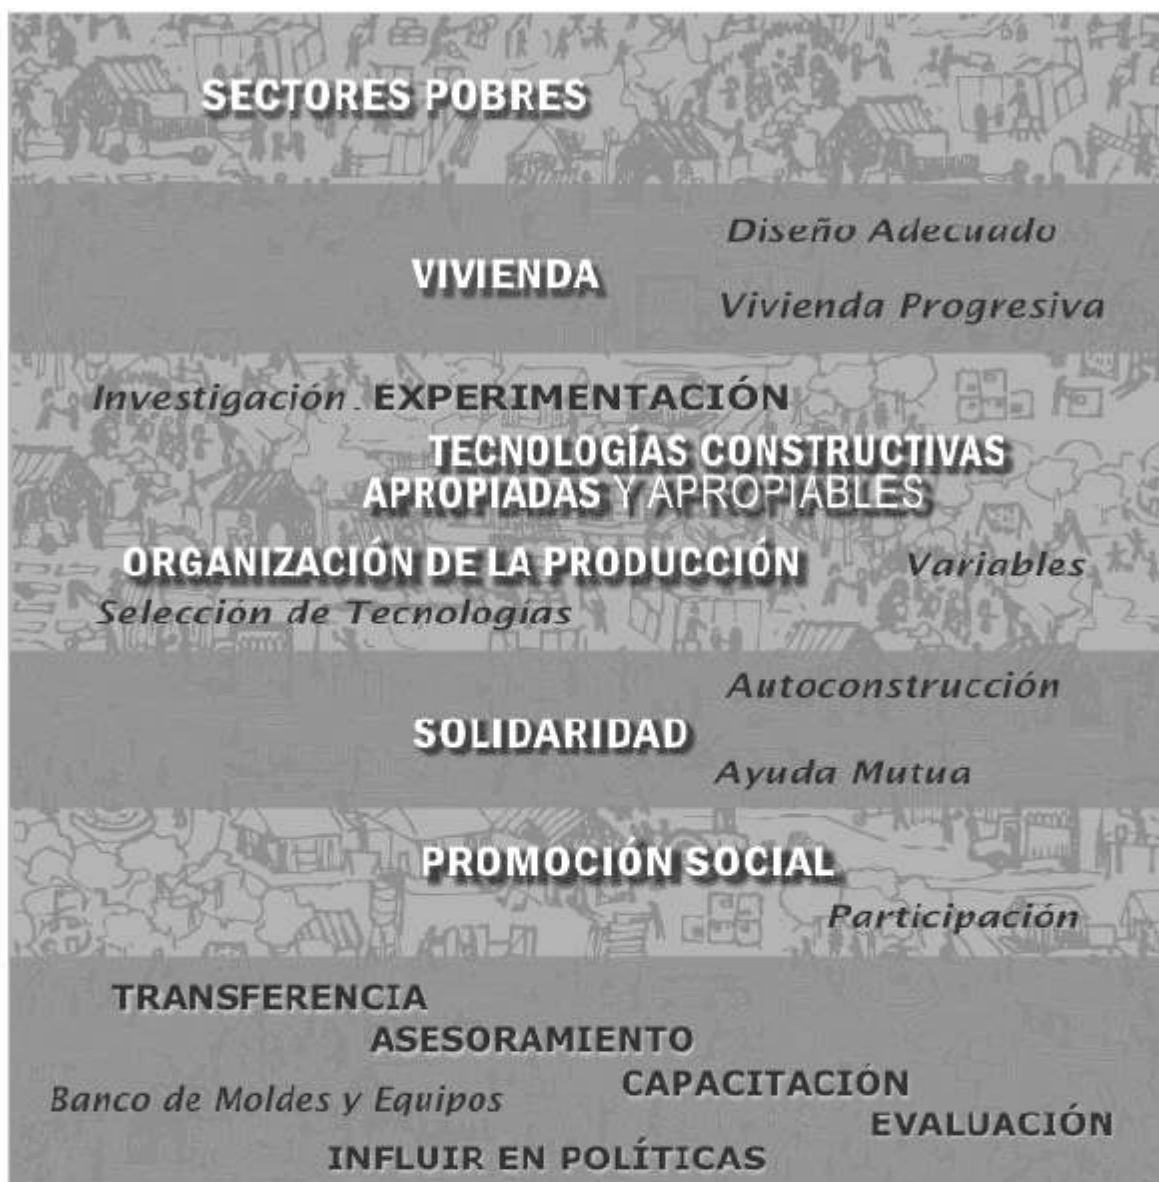 SECTORES POBRES
Diseño Adecuado
VIVIENDA
Vivienda Progresiva
Investigación - EXPERIMENTACIÓN
TECNOLOGÍAS CONSTRUCTIVAS
APROPIADAS Y APROPIABLES
ORGANIZACIÓN DE LA PRODUCCIÓN Variables
Selección de Tecnologías
Autoconstrucción
SOLIDARIDAD
Ayuda Mutua
PROMOCIÓN SOCIAL
Participación
TRANSFERENCIA
ASESORAMIENTO
CAPACITACIÓN
Banco de Moldes y Equipos
EVALUACIÓN
INFLUIR EN POLÍTICAS